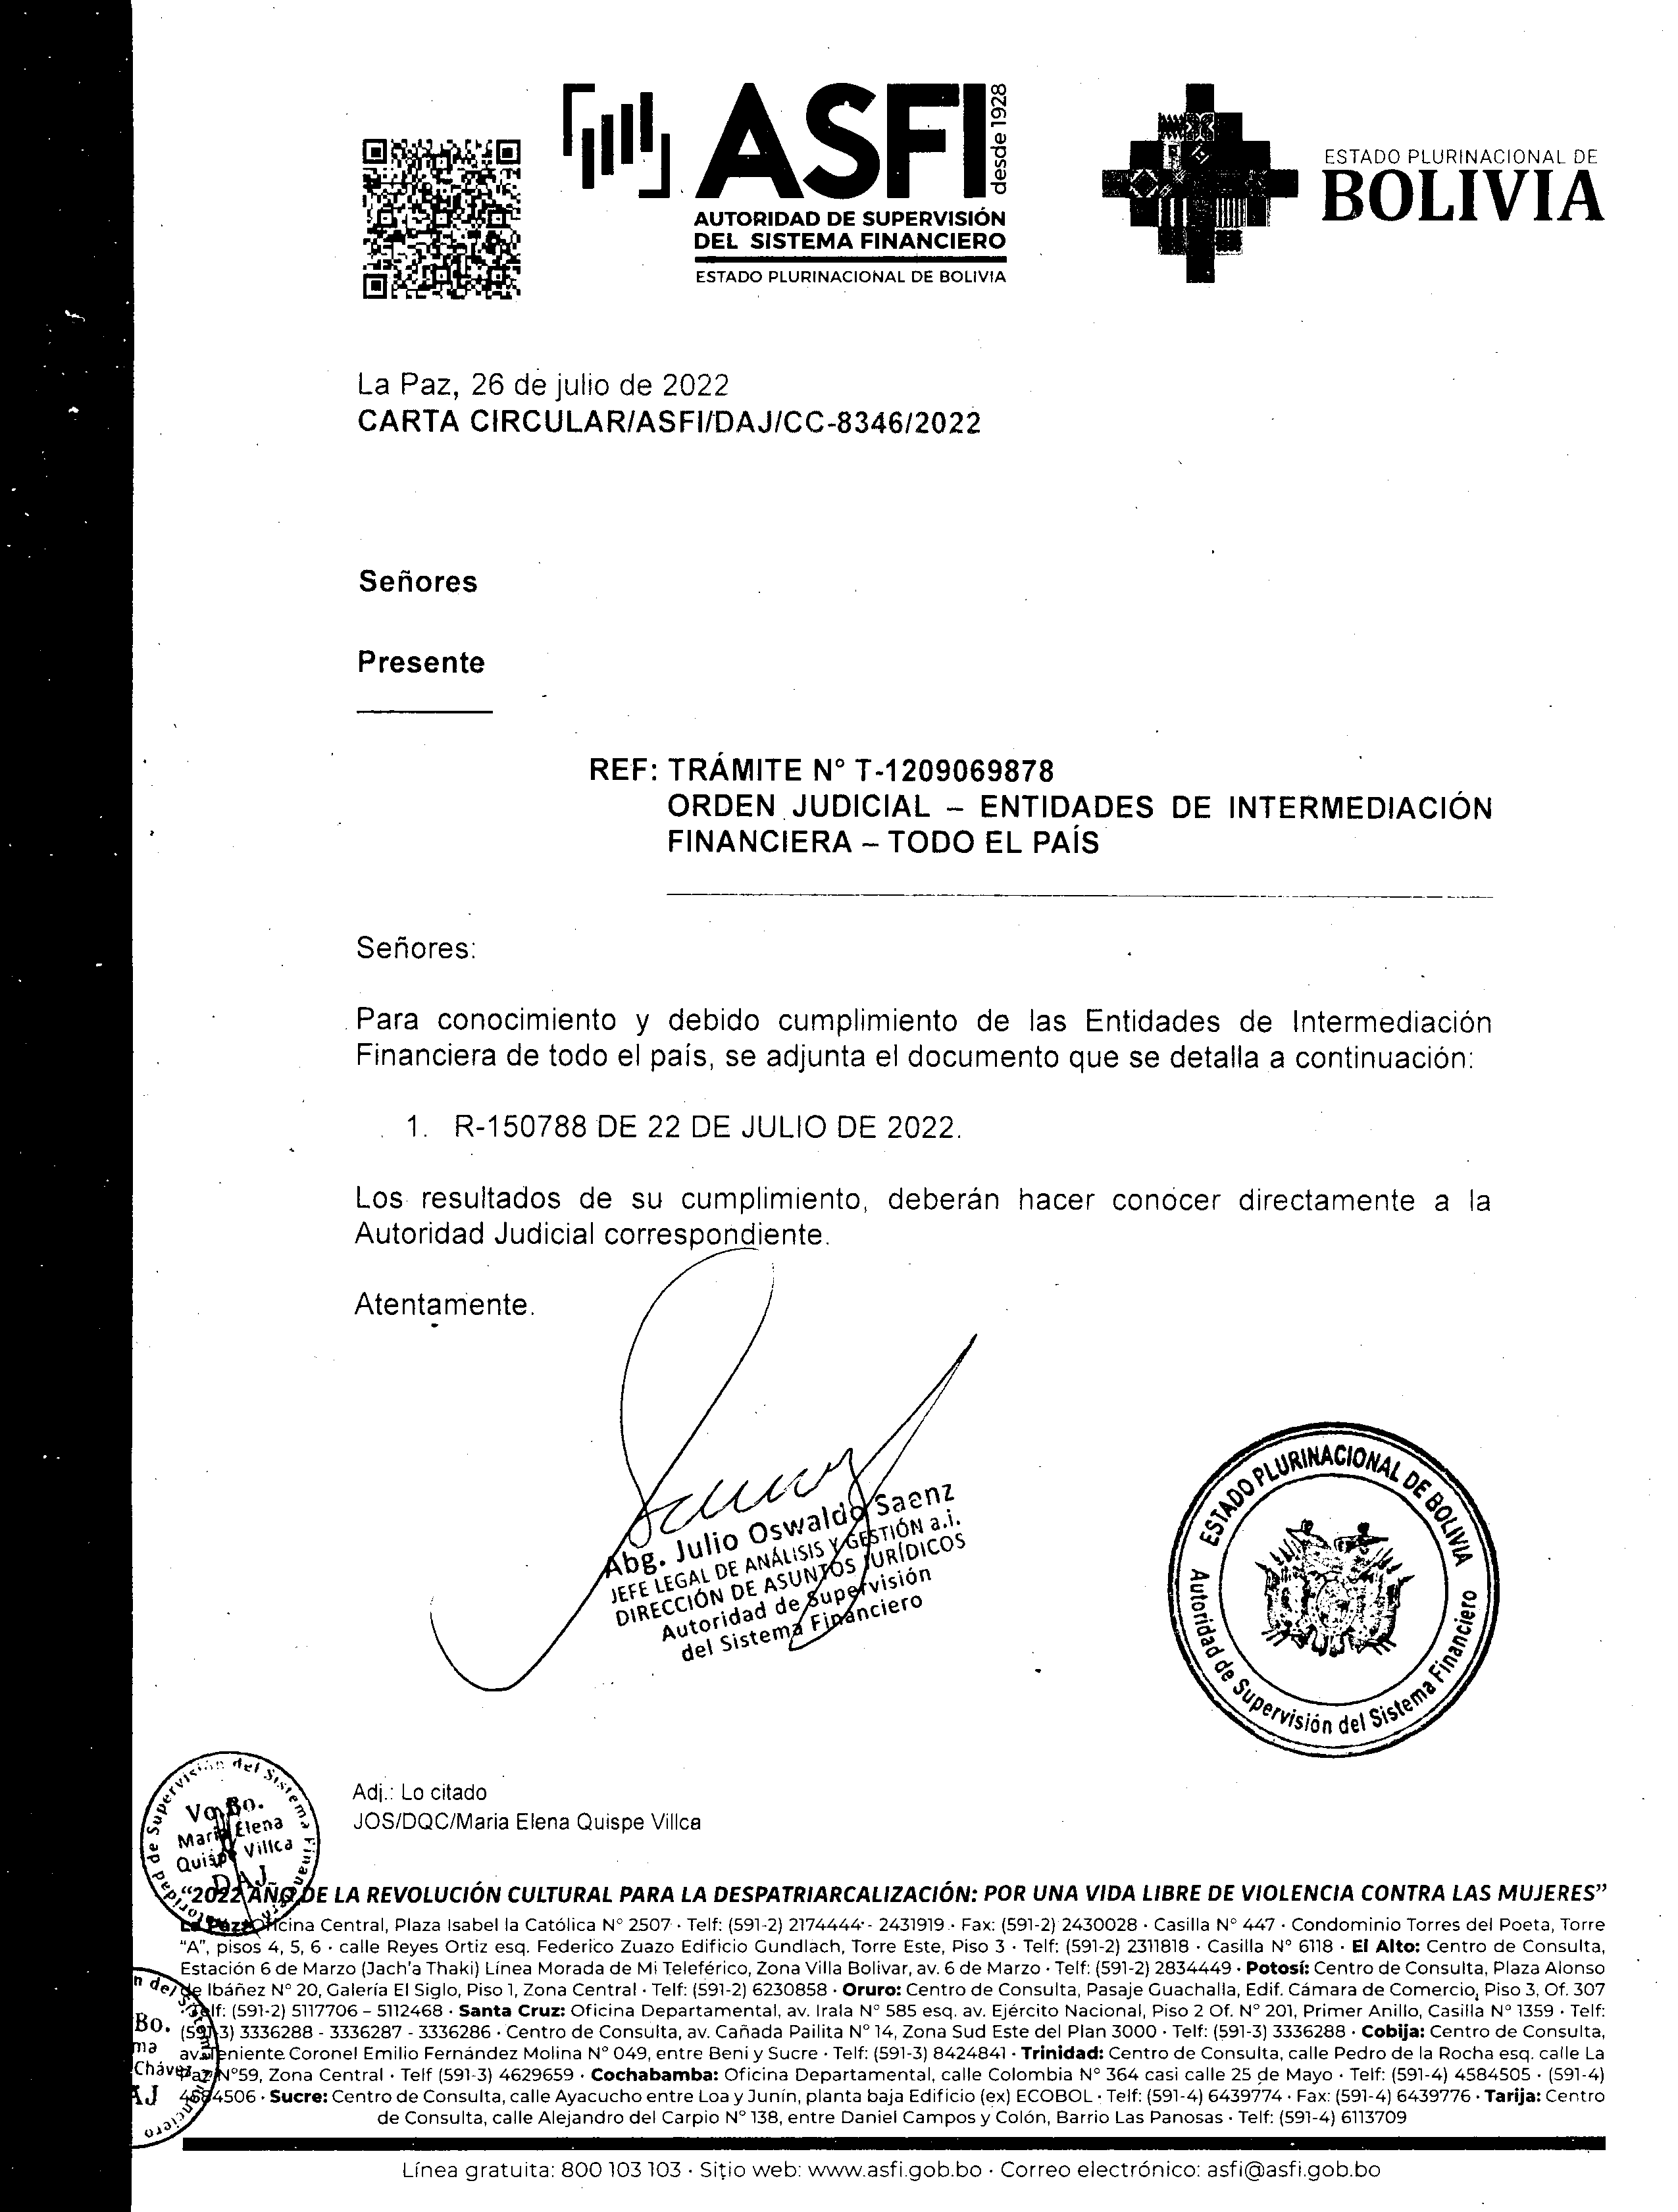 ASFI
desde 1928
AUTORIDAD DE SUPERVISIÓN
DEL SISTEMA FINANCIERO
ESTADO PLURINACIONAL DE BOLIVIA
ESTADO PLURINACIONAL DE
BOLIVIA
La Paz, 26 de julio de 2022
CARTA CIRCULAR/ASFI/DAJ/CC-8346/2022
Señores
Presente
REF: TRÁMITE N° T-1209069878
ORDEN JUDICIAL – ENTIDADES DE INTERMEDIACIÓN
FINANCIERA – TODO EL PAÍS
Señores:
Para conocimiento y debido cumplimiento de las Entidades de Intermediación
Financiera de todo el país, se adjunta el documento que se detalla a continuación:
1. R-150788 DE 22 DE JULIO DE 2022.
Los resultados de su cumplimiento, deberán hacer conocer directamente a la
Autoridad Judicial correspondiente.
Atentamente.
Abg. Julio Oswaldo Saenz
JEFE LEGAL DE ANÁLISIS Y GESTIÓN a.i.
DIRECCIÓN DE ASUNTOS JURÍDICOS
Autoridad de Supervisión
del Sistema Financiero
ESTADO PLURINACIONAL DE BOLIVIA
Autoridad de Supervisión del Sistema Financiero
Vo.Bo.
Maria Elena
Quispe Villca
DAJ
Adj.: Lo citado
JOS/DQC/Maria Elena Quispe Villca
“2022 AÑO DE LA REVOLUCIÓN CULTURAL PARA LA DESPATRIARCALIZACIÓN: POR UNA VIDA LIBRE DE VIOLENCIA CONTRA LAS MUJERES”
La Paz: Oficina Central, Plaza Isabel la Católica N° 2507 · Telf: (591-2) 2174444 - 2431919 · Fax: (591-2) 2430028 · Casilla N° 447 · Condominio Torres del Poeta, Torre
“A”, pisos 4, 5, 6 · calle Reyes Ortiz esq. Federico Zuazo Edificio Gundlach, Torre Este, Piso 3 · Telf: (591-2) 2311818 · Casilla N° 6118 · El Alto: Centro de Consulta,
Estación 6 de Marzo (Jach'a Thaki) Línea Morada de Mi Teleférico, Zona Villa Bolivar, av. 6 de Marzo · Telf: (591-2) 2834449 · Potosí: Centro de Consulta, Plaza Alonso
de Ibáñez N° 20, Galería El Siglo, Piso 1, Zona Central · Telf: (591-2) 6230858 · Oruro: Centro de Consulta, Pasaje Guachalla, Edif. Cámara de Comercio, Piso 3, Of. 307
Telf: (591-2) 5117706 – 5112468 · Santa Cruz: Oficina Departamental, av. Irala N° 585 esq. av. Ejército Nacional, Piso 2 Of. N° 201, Primer Anillo, Casilla N° 1359 · Telf:
(591-3) 3336288 - 3336287 - 3336286 · Centro de Consulta, av. Cañada Pailita N° 14, Zona Sud Este del Plan 3000 · Telf: (591-3) 3336288 · Cobija: Centro de Consulta,
av. Teniente Coronel Emilio Fernández Molina N° 049, entre Beni y Sucre · Telf: (591-3) 8424841 · Trinidad: Centro de Consulta, calle Pedro de la Rocha esq. calle La
Paz N°59, Zona Central · Telf (591-3) 4629659 · Cochabamba: Oficina Departamental, calle Colombia N° 364 casi calle 25 de Mayo · Telf: (591-4) 4584505 · (591-4)
4584506 · Sucre: Centro de Consulta, calle Ayacucho entre Loa y Junín, planta baja Edificio (ex) ECOBOL · Telf: (591-4) 6439774 · Fax: (591-4) 6439776 · Tarija: Centro
de Consulta, calle Alejandro del Carpio N° 138, entre Daniel Campos y Colón, Barrio Las Panosas · Telf: (591-4) 6113709
Línea gratuita: 800 103 103 · Sitio web: www.asfi.gob.bo · Correo electrónico: asfi@asfi.gob.bo